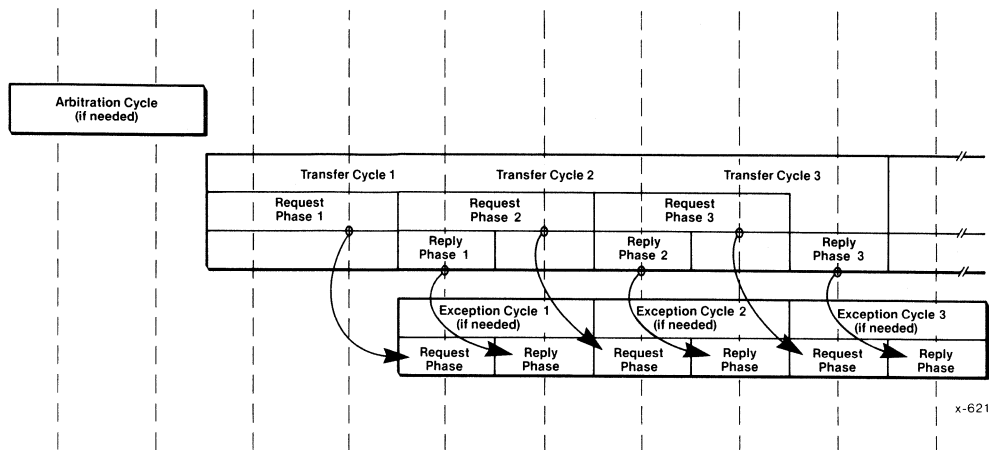 Arbitration Cycle
(if needed)
Transfer Cycle 1
Transfer Cycle 2
Transfer Cycle 3
Request
Phase 1
Request
Phase 2
Request
Phase 3
Reply
Phase 1
Reply
Phase 2
Reply
Phase 3
Exception Cycle 1
(if needed)
Exception Cycle 2
(if needed)
Exception Cycle 3
(if needed)
Request
Phase
Reply
Phase
Request
Phase
Reply
Phase
Request
Phase
Reply
Phase
x-621